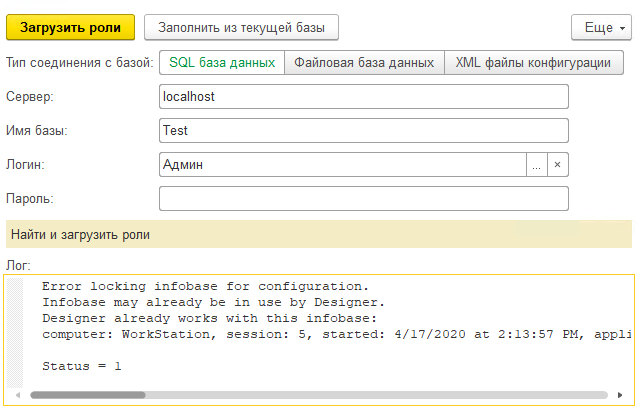 Загрузить роли Заполнить из текущей базы Еще
Тип соединения с базой: SQL база данных Файловая база данных XML файлы конфигурации
Сервер: localhost
Имя базы: Test
Логин: Админ ... ×
Пароль:
Найти и загрузить роли
Лог:
Error locking infobase for configuration.
Infobase may already be in use by Designer.
Designer already works with this infobase:
computer: WorkStation, session: 5, started: 4/17/2020 at 2:13:57 PM, appli
Status = 1